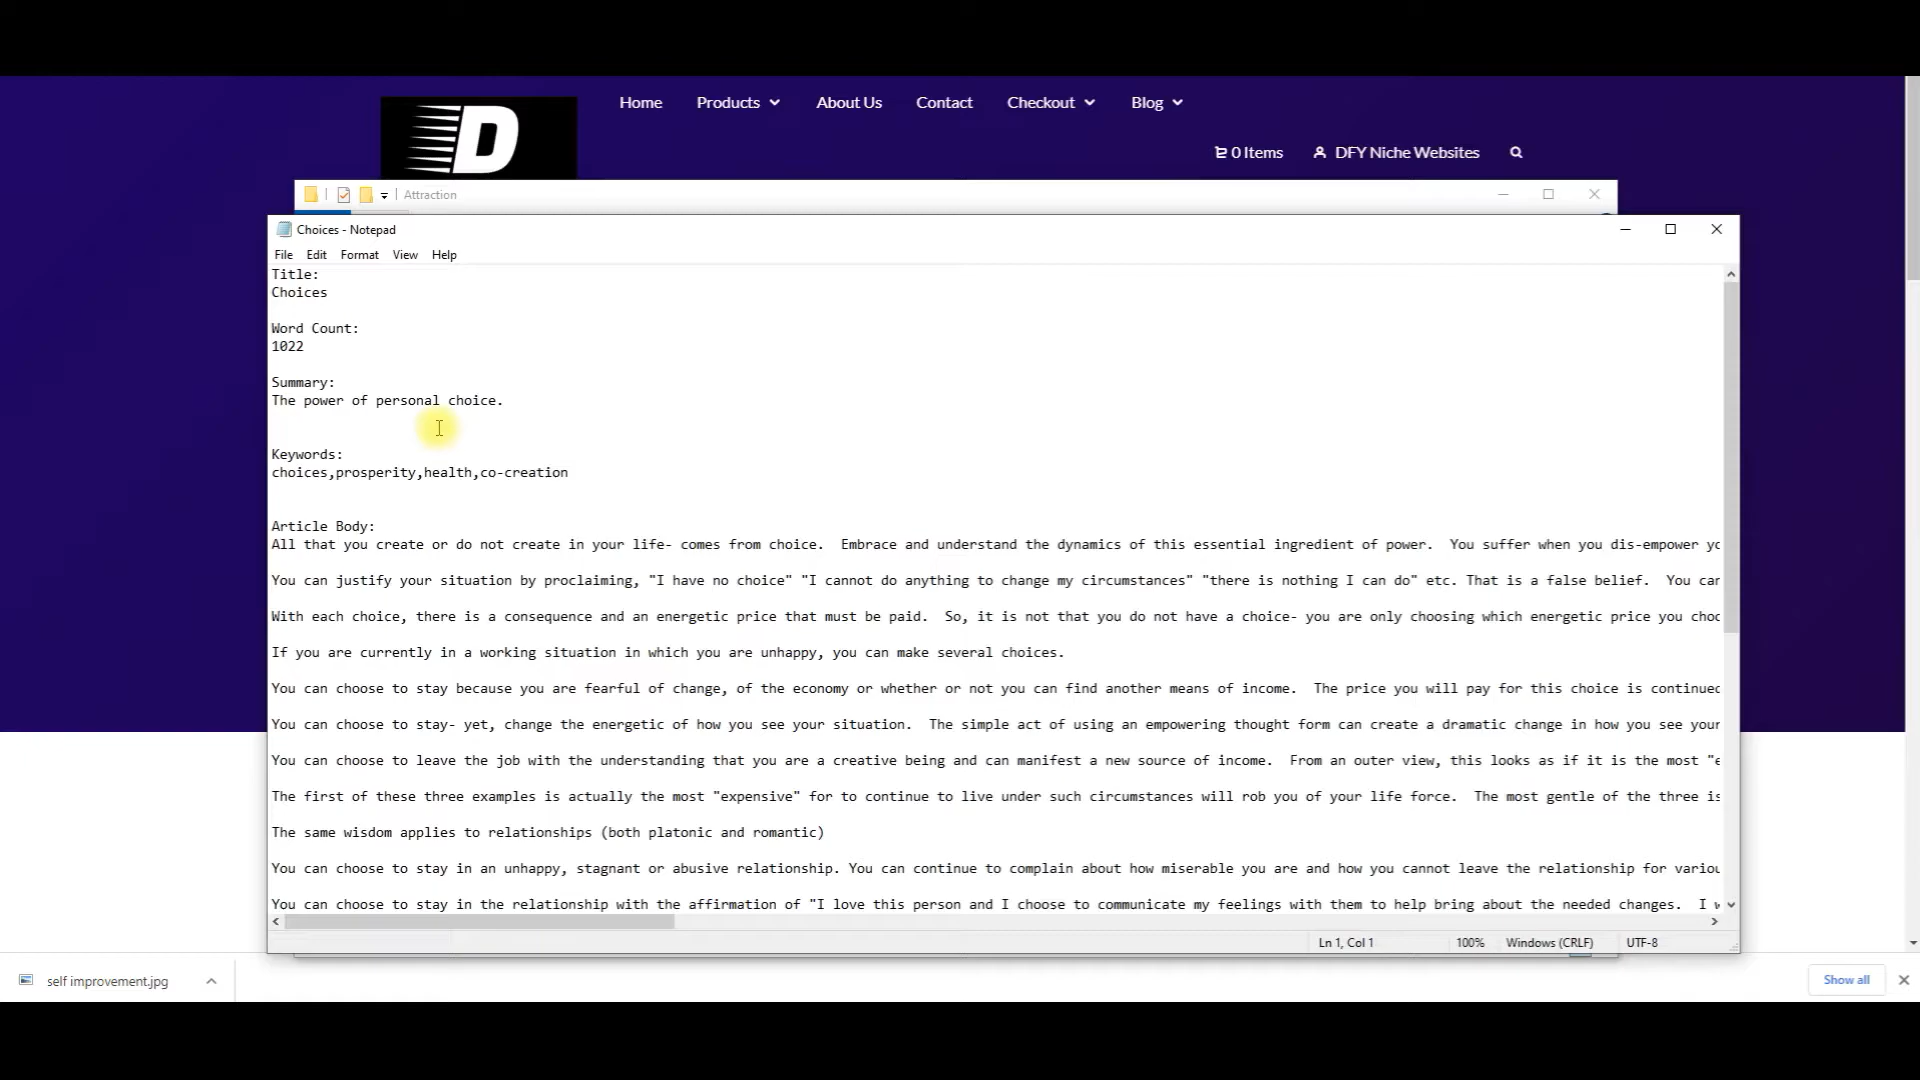 Home Products About Us Contact Checkout Blog
D
0 Items DFY Niche Websites
Attraction
Choices - Notepad
File Edit Format View Help
Title:
Choices
Word Count:
1022
Summary:
The power of personal choice.
Keywords:
choices,prosperity,health,co-creation
Article Body:
All that you create or do not create in your life- comes from choice.  Embrace and understand the dynamics of this essential ingredient of power.  You suffer when you dis-empower yo
You can justify your situation by proclaiming, "I have no choice" "I cannot do anything to change my circumstances" "there is nothing I can do" etc. That is a false belief.  You can
With each choice, there is a consequence and an energetic price that must be paid.  So, it is not that you do not have a choice- you are only choosing which energetic price you choo
If you are currently in a working situation in which you are unhappy, you can make several choices.
You can choose to stay because you are fearful of change, of the economy or whether or not you can find another means of income.  The price you will pay for this choice is continued
You can choose to stay- yet, change the energetic of how you see your situation.  The simple act of using an empowering thought form can create a dramatic change in how you see your
You can choose to leave the job with the understanding that you are a creative being and can manifest a new source of income.  From an outer view, this looks as if it is the most "e
The first of these three examples is actually the most "expensive" for to continue to live under such circumstances will rob you of your life force.  The most gentle of the three is
The same wisdom applies to relationships (both platonic and romantic)
You can choose to stay in an unhappy, stagnant or abusive relationship. You can continue to complain about how miserable you are and how you cannot leave the relationship for variou
You can choose to stay in the relationship with the affirmation of "I love this person and I choose to communicate my feelings with them to help bring about the needed changes.  I w
Ln 1, Col 1 100% Windows (CRLF) UTF-8
self improvement.jpg Show all